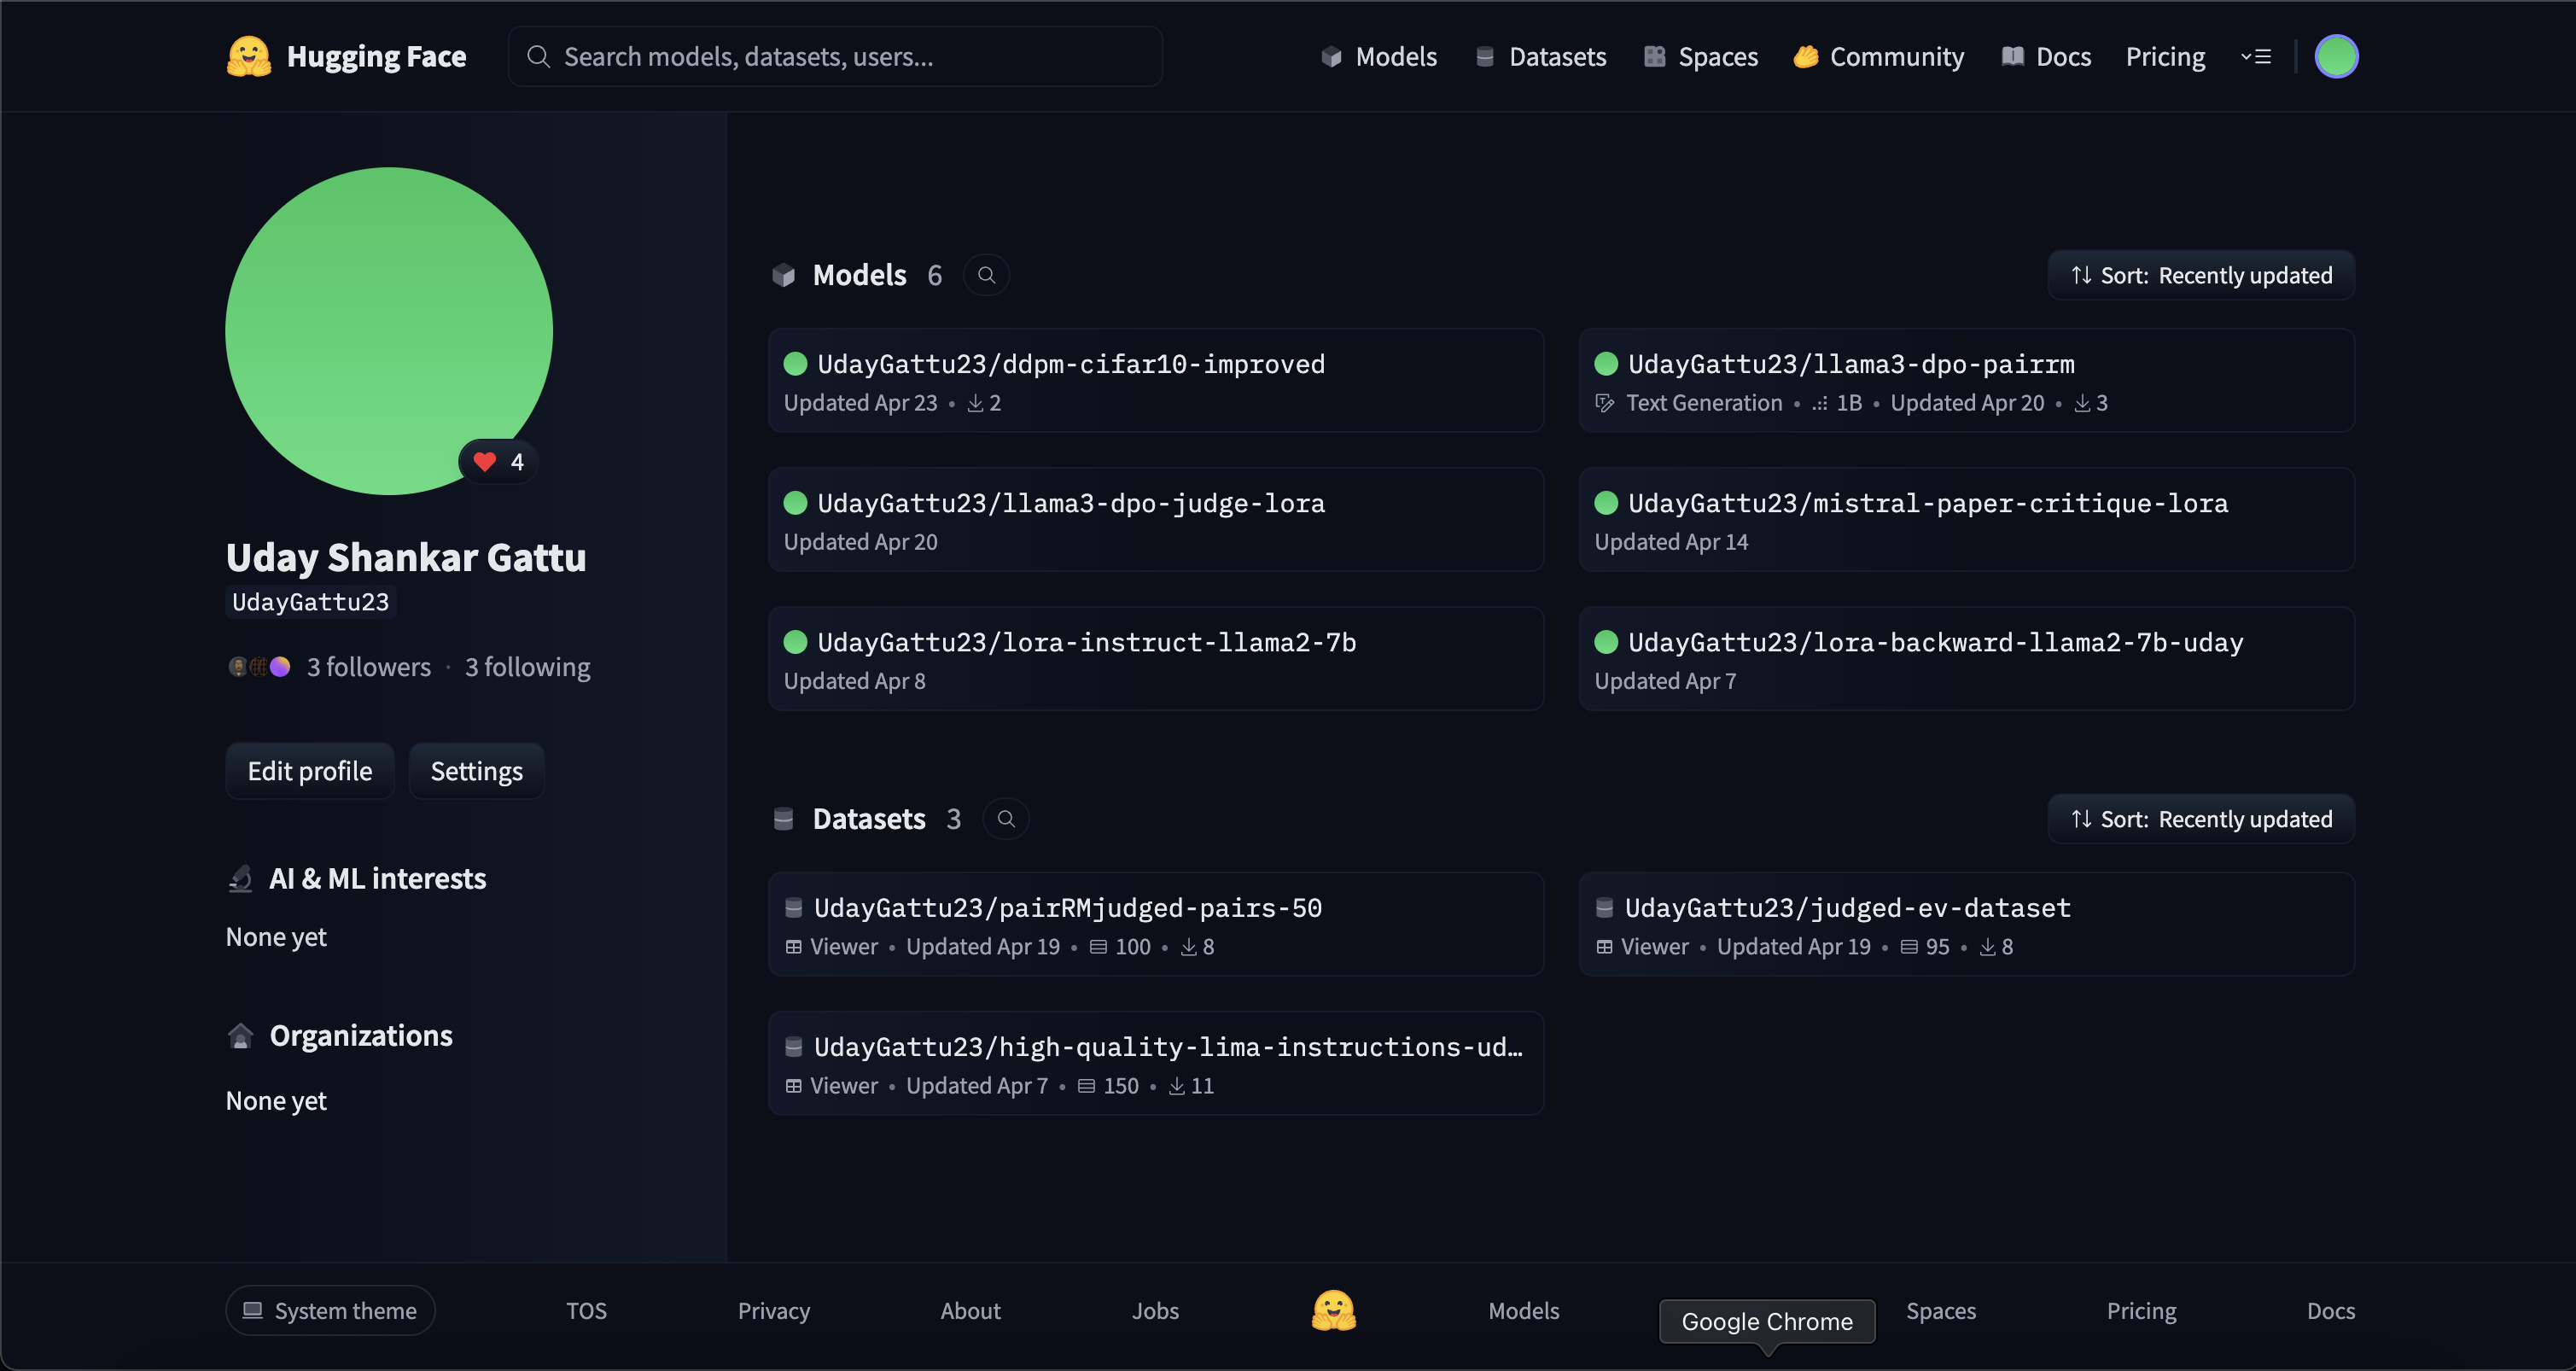 Hugging Face
Search models, datasets, users...
Models
Datasets
Spaces
Community
Docs
Pricing
4
Uday Shankar Gattu
UdayGattu23
3 followers · 3 following
Edit profile
Settings
AI & ML interests
None yet
Organizations
None yet
Models 6
Sort: Recently updated
UdayGattu23/ddpm-cifar10-improved
Updated Apr 23 • 2
UdayGattu23/llama3-dpo-pairrm
Text Generation • 1B • Updated Apr 20 • 3
UdayGattu23/llama3-dpo-judge-lora
Updated Apr 20
UdayGattu23/mistral-paper-critique-lora
Updated Apr 14
UdayGattu23/lora-instruct-llama2-7b
Updated Apr 8
UdayGattu23/lora-backward-llama2-7b-uday
Updated Apr 7
Datasets 3
Sort: Recently updated
UdayGattu23/pairRMjudged-pairs-50
Viewer • Updated Apr 19 • 100 • 8
UdayGattu23/judged-ev-dataset
Viewer • Updated Apr 19 • 95 • 8
UdayGattu23/high-quality-lima-instructions-ud…
Viewer • Updated Apr 7 • 150 • 11
System theme
TOS
Privacy
About
Jobs
Models
Google Chrome
Spaces
Pricing
Docs